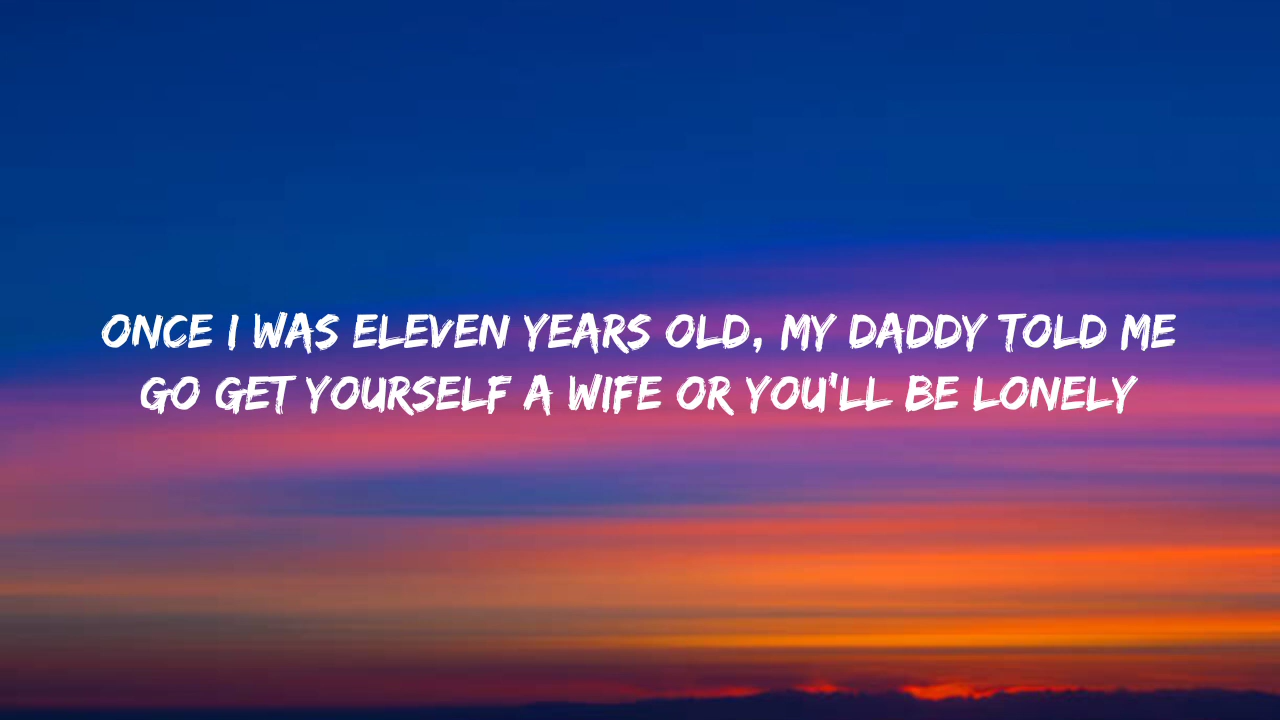 ONCE I WAS ELEVEN YEARS OLD, MY DADDY TOLD ME
GO GET YOURSELF A WIFE OR YOU'LL BE LONELY